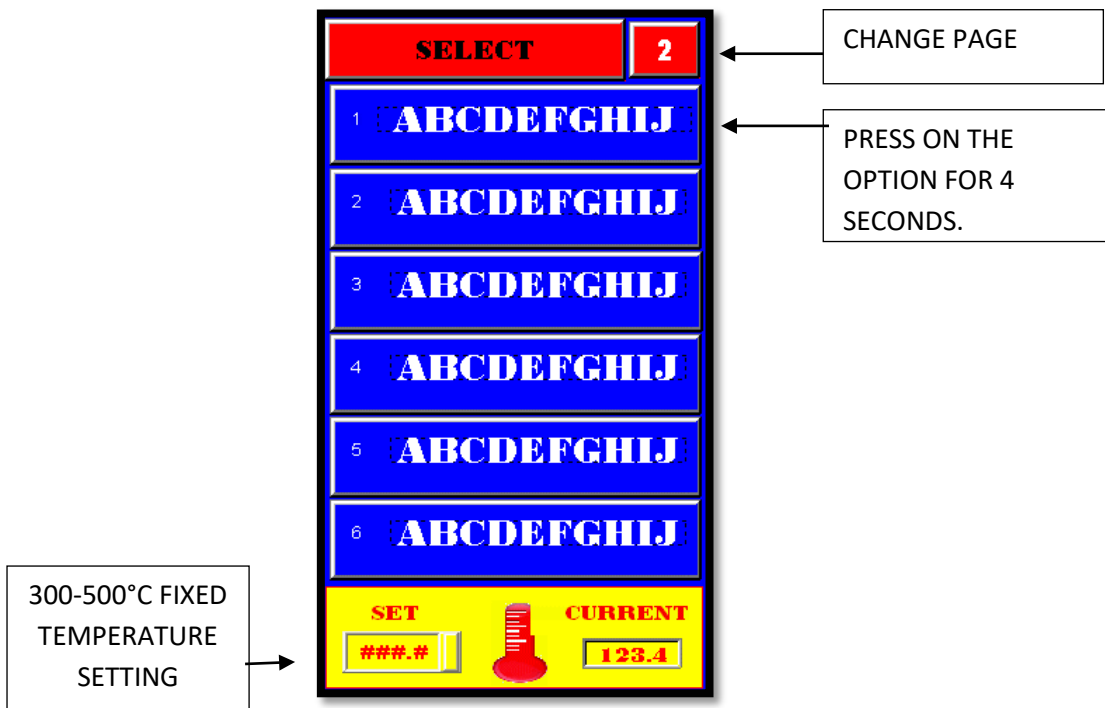 SELECT
2
CHANGE PAGE
1 ABCDEFGHIJ
PRESS ON THE
OPTION FOR 4
SECONDS.
2 ABCDEFGHIJ
3 ABCDEFGHIJ
4 ABCDEFGHIJ
5 ABCDEFGHIJ
6 ABCDEFGHIJ
300-500°C FIXED
TEMPERATURE
SETTING
SET
###.#
CURRENT
123.4